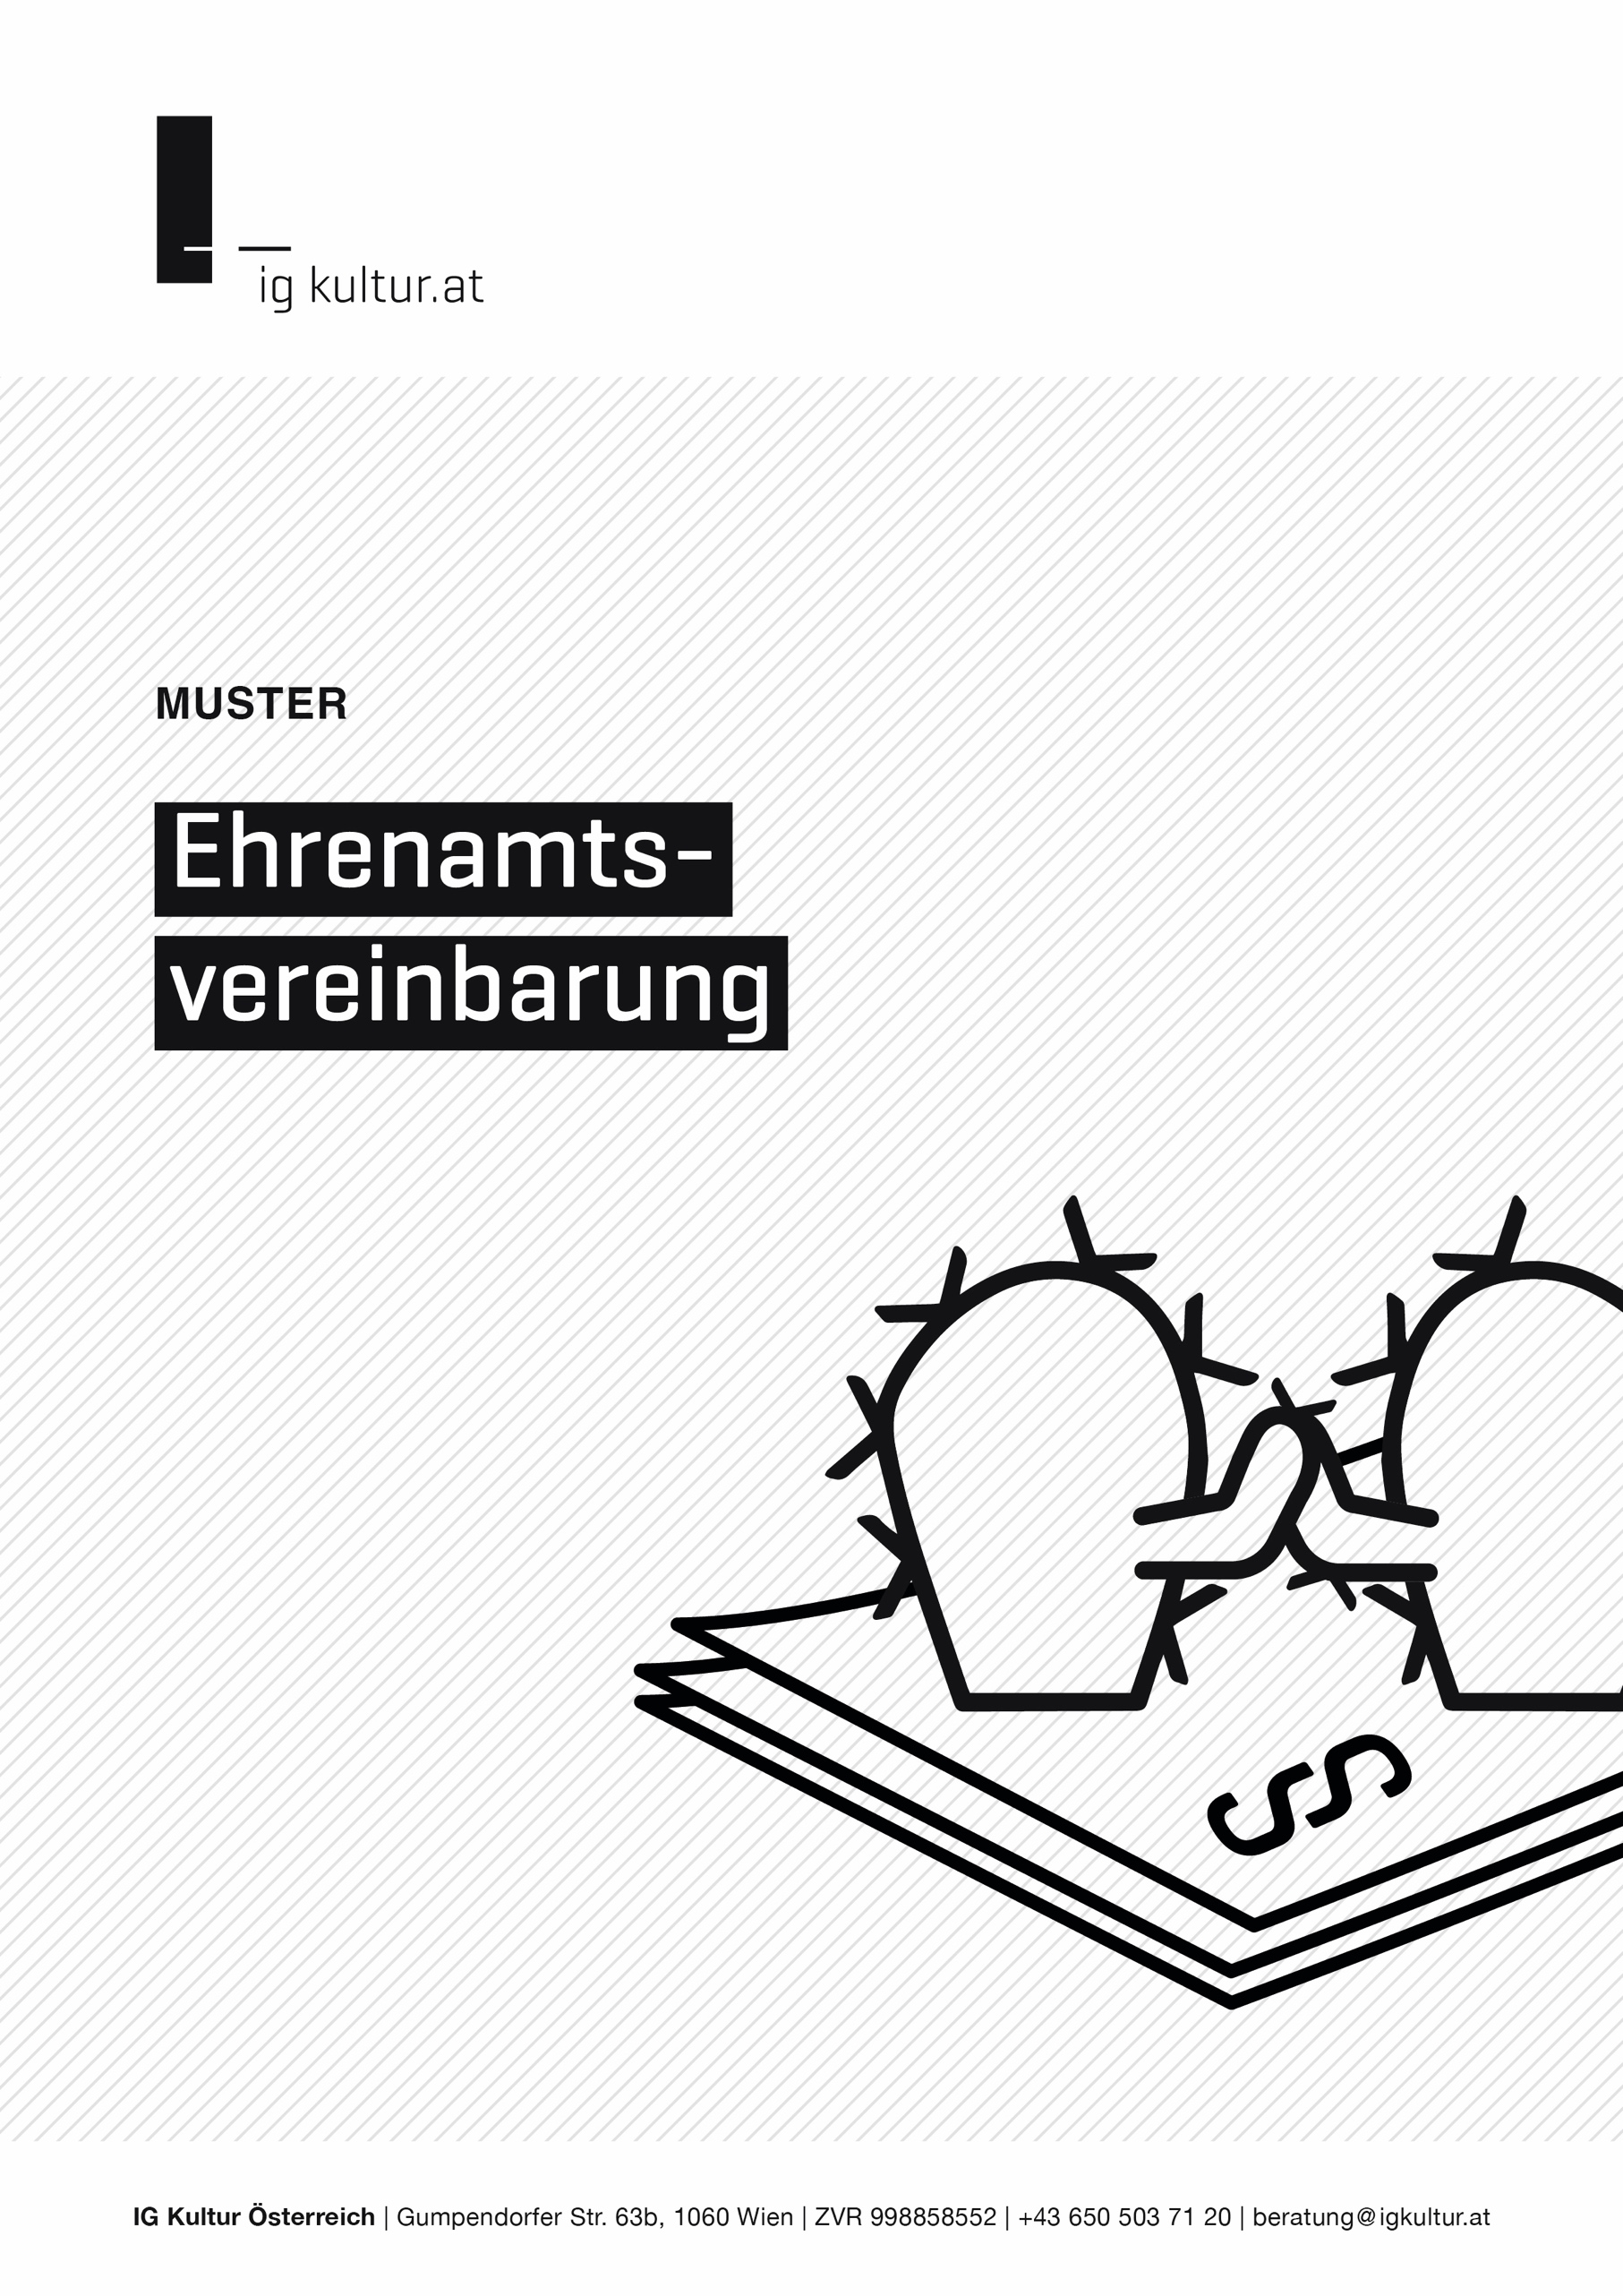 ig kultur.at
MUSTER
Ehrenamts-
vereinbarung
§§
IG Kultur Österreich | Gumpendorfer Str. 63b, 1060 Wien | ZVR 998858552 | +43 650 503 71 20 | beratung@igkultur.at